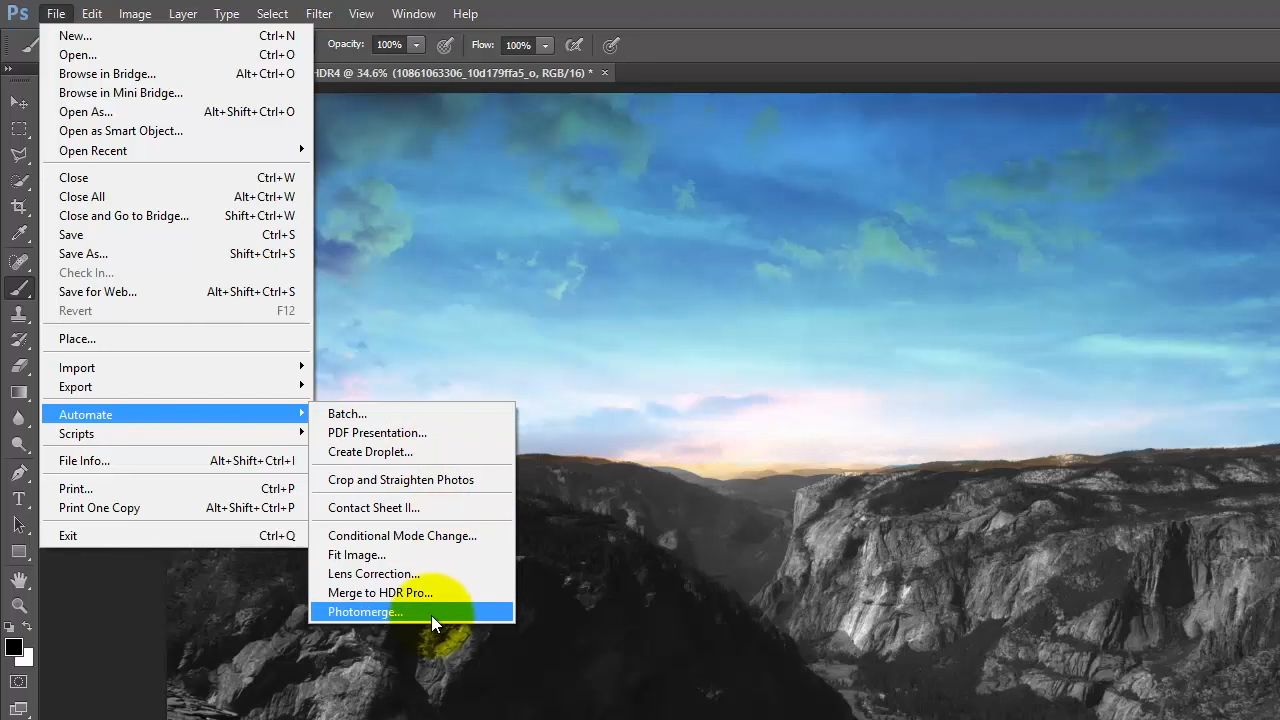 Ps File Edit Image Layer Type Select Filter View Window Help
Opacity: 100% Flow: 100%
HDR4 @ 34.6% (10861063306_10d179ffa5_o, RGB/16) * ×
New... Ctrl+N
Open... Ctrl+O
Browse in Bridge... Alt+Ctrl+O
Browse in Mini Bridge...
Open As... Alt+Shift+Ctrl+O
Open as Smart Object...
Open Recent
Close Ctrl+W
Close All Alt+Ctrl+W
Close and Go to Bridge... Shift+Ctrl+W
Save Ctrl+S
Save As... Shift+Ctrl+S
Check In...
Save for Web... Alt+Shift+Ctrl+S
Revert F12
Place...
Import
Export
Automate
Scripts
File Info... Alt+Shift+Ctrl+I
Print... Ctrl+P
Print One Copy Alt+Shift+Ctrl+P
Exit Ctrl+Q
Batch...
PDF Presentation...
Create Droplet...
Crop and Straighten Photos
Contact Sheet II...
Conditional Mode Change...
Fit Image...
Lens Correction...
Merge to HDR Pro...
Photomerge...